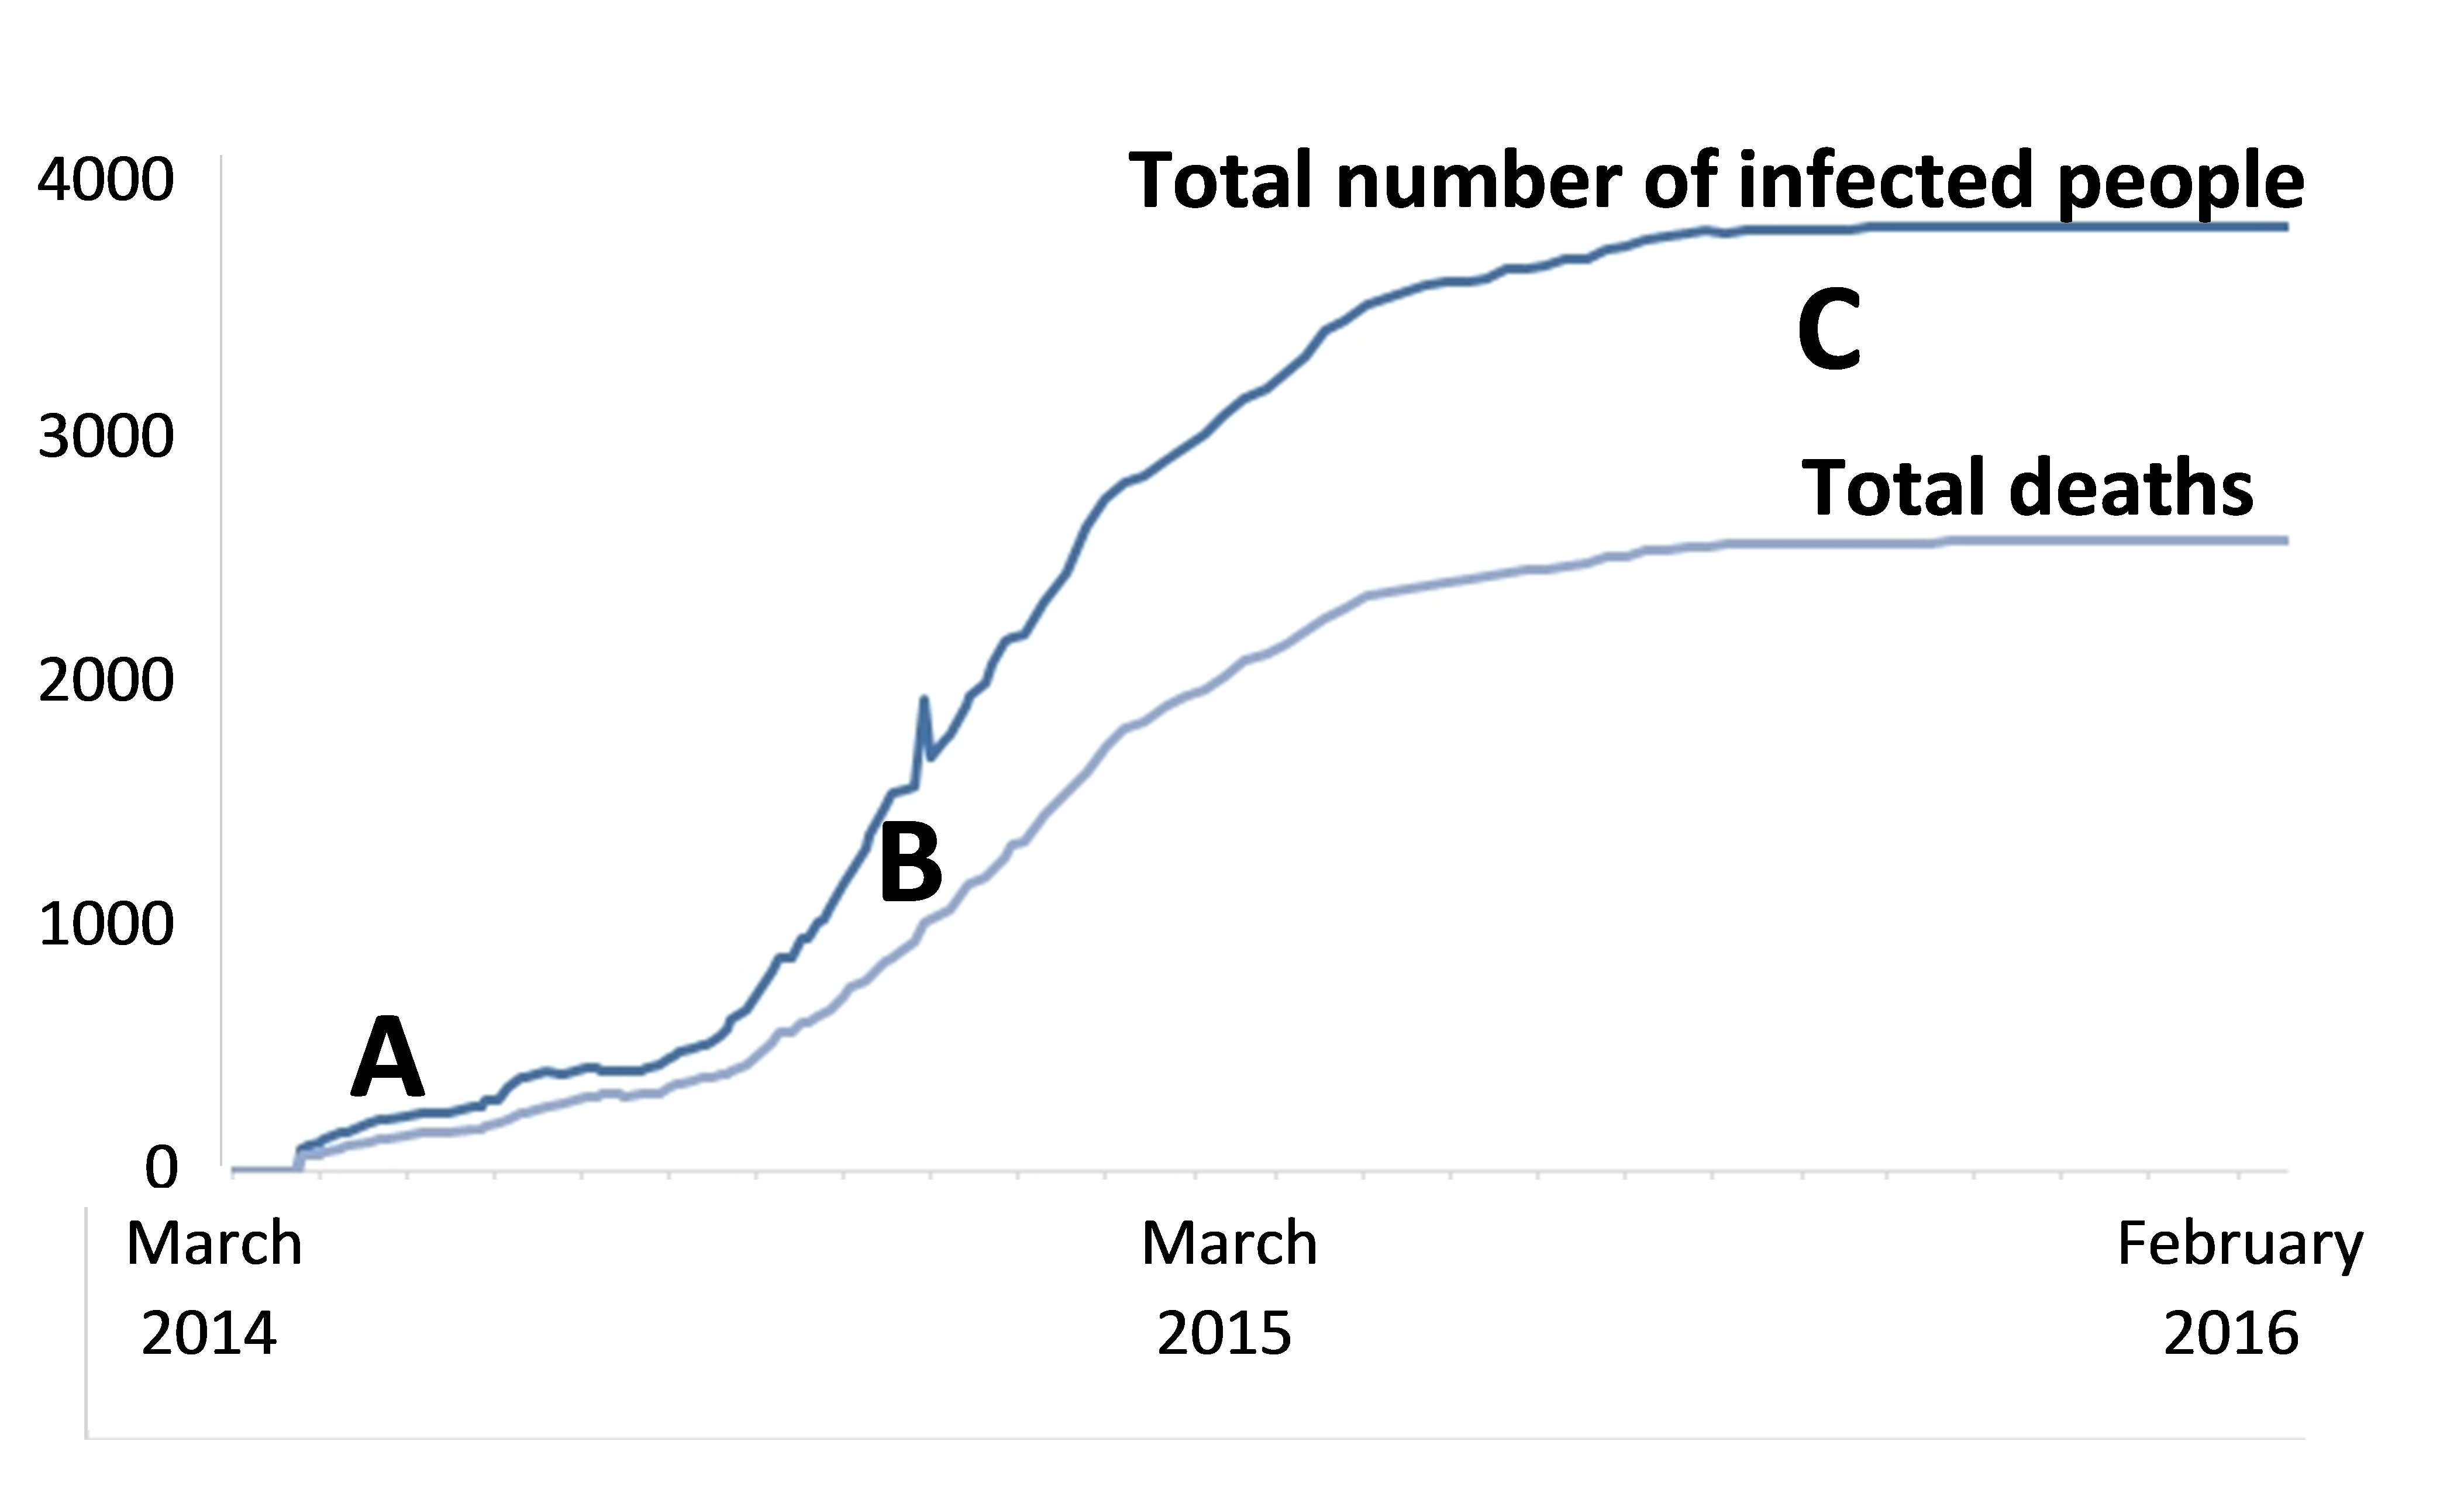 4000
Total number of infected people
C
3000
Total deaths
2000
B
1000
A
0
March
2014
March
2015
February
2016